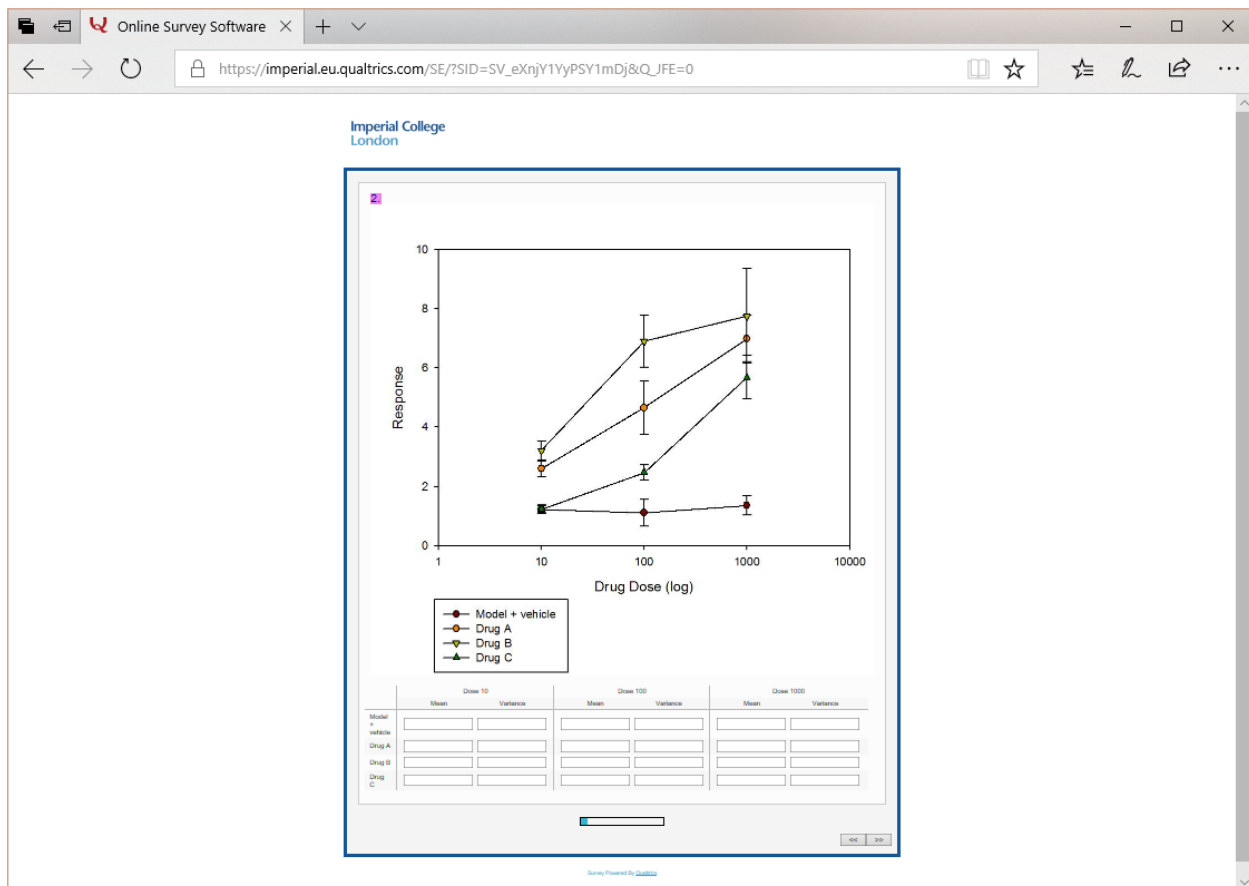 Online Survey Software
https://imperial.eu.qualtrics.com/SE/?SID=SV_eXnjY1YyPSY1mDj&Q_JFE=0
Imperial College
London
2.
10
8
6
4
2
0
Response
1 10 100 1000 10000
Drug Dose (log)
Model + vehicle
Drug A
Drug B
Drug C
Dose 10 Dose 100 Dose 1000
Mean Variance Mean Variance Mean Variance
Model
+
vehicle
Drug A
Drug B
Drug
C
<< >>
Survey Powered By Qualtrics